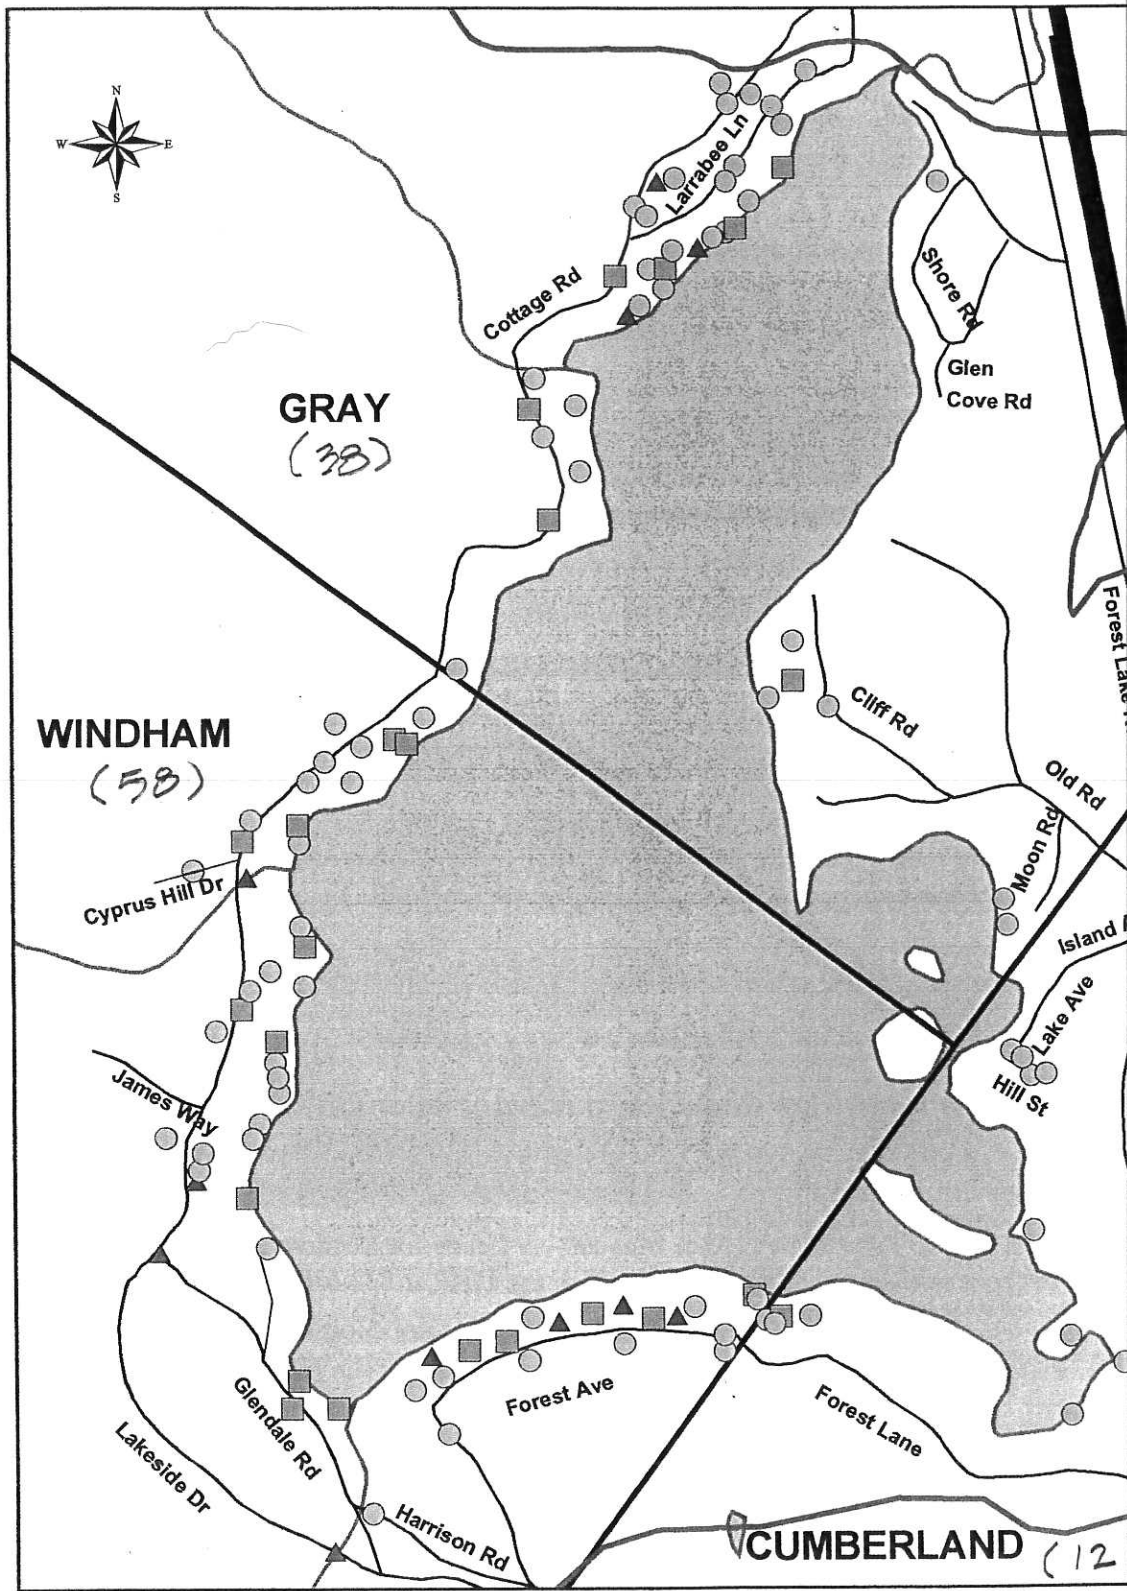 N
W E
S
Larrabee Ln
Cottage Rd
Shore Rd
Glen
Cove Rd
GRAY
(38)
Forest Lake
WINDHAM
(58)
Cliff Rd
Old Rd
Moon Rd
Cyprus Hill Dr
Island
Lake Ave
Hill St
James Way
Glendale Rd
Forest Ave
Forest Lane
Lakeside Dr
Harrison Rd
CUMBERLAND (12